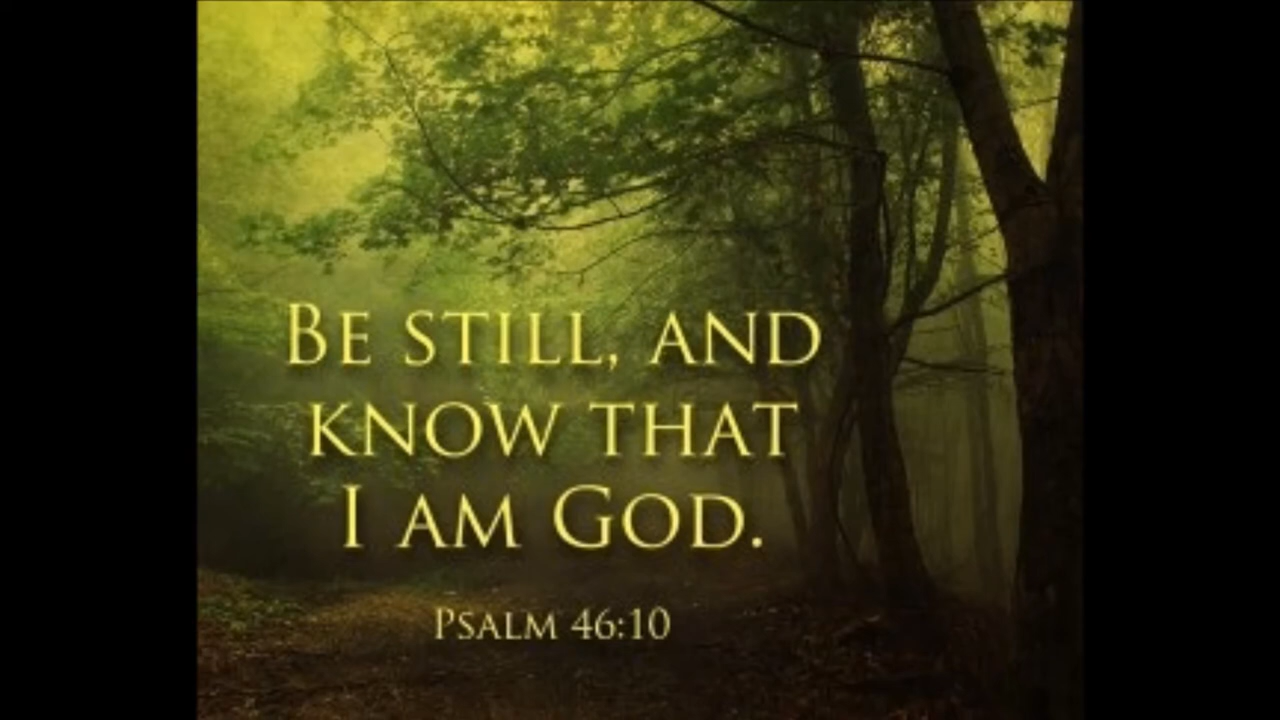 Be still, and
know that
I am God.
Psalm 46:10